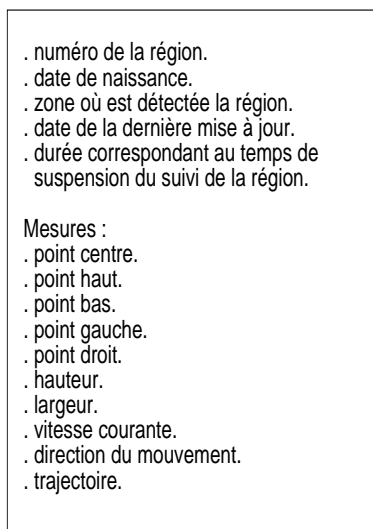 . numéro de la région.
. date de naissance.
. zone où est détectée la région.
. date de la dernière mise à jour.
. durée correspondant au temps de
suspension du suivi de la région.
Mesures :
. point centre.
. point haut.
. point bas.
. point gauche.
. point droit.
. hauteur.
. largeur.
. vitesse courante.
. direction du mouvement.
. trajectoire.